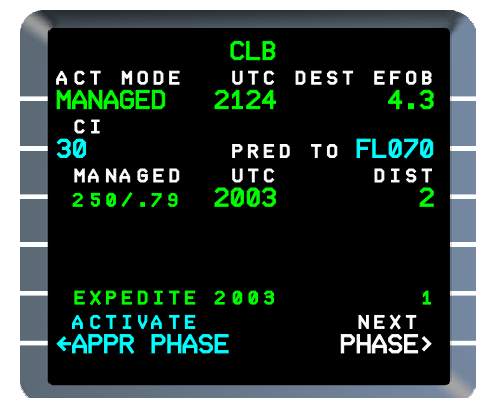 CLB
ACT MODE UTC DEST EFOB
MANAGED 2124 4.3
CI
30 PRED TO FL070
MANAGED UTC DIST
250/.79 2003 2
EXPEDITE 2003 1
ACTIVATE NEXT
←APPR PHASE PHASE>